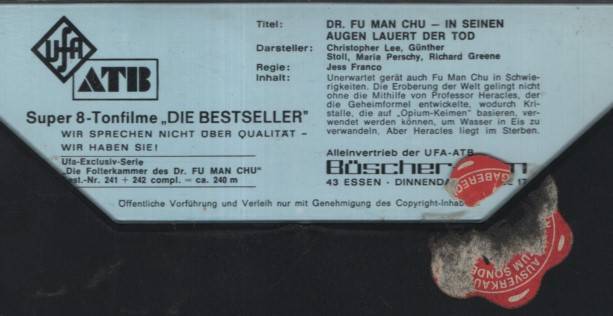 Ufa
ATB
Super 8-Tonfilme „DIE BESTSELLER"
WIR SPRECHEN NICHT ÜBER QUALITÄT –
WIR HABEN SIE!
Ufa-Exclusiv-Serie
„Die Folterkammer des Dr. FU MAN CHU"
Best.-Nr. 241 + 242 compl. = ca. 240 m
Titel: DR. FU MAN CHU – IN SEINEN
AUGEN LAUERT DER TOD
Darsteller: Christopher Lee, Günther
Stoll, Maria Perschy, Richard Greene
Regie: Jess Franco
Inhalt: Unerwartet gerät auch Fu Man Chu in Schwie-
rigkeiten. Die Eroberung der Welt gelingt nicht
ohne die Mithilfe von Professor Heracles, der
die Geheimformel entwickelte, wodurch Kri-
stalle, die auf „Opium-Keimen" basieren, ver-
wendet werden können, um Wasser in Eis zu
verwandeln. Aber Heracles liegt im Sterben.
Alleinvertrieb der UFA-ATB
43 ESSEN - 17
Öffentliche Vorführung und Verleih nur mit Genehmigung des
AUSVERKAU
UM SONDE